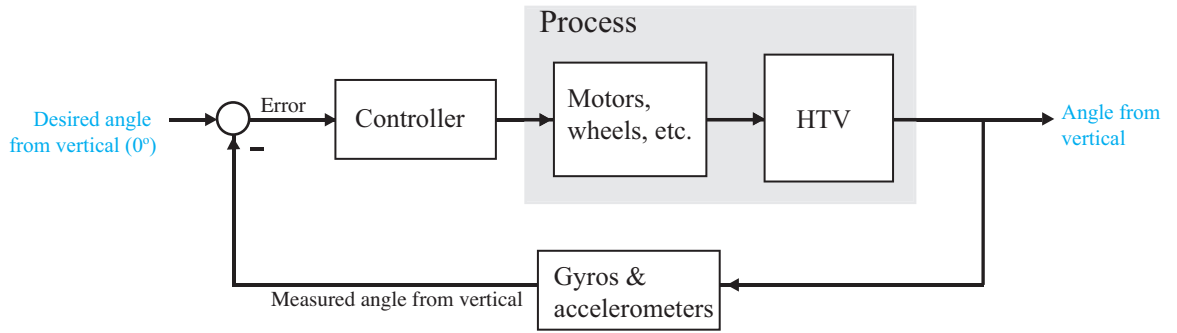 Process
Desired angle
from vertical (0º)
Error
−
Controller
Motors,
wheels, etc.
HTV
Angle from
vertical
Gyros &
accelerometers
Measured angle from vertical